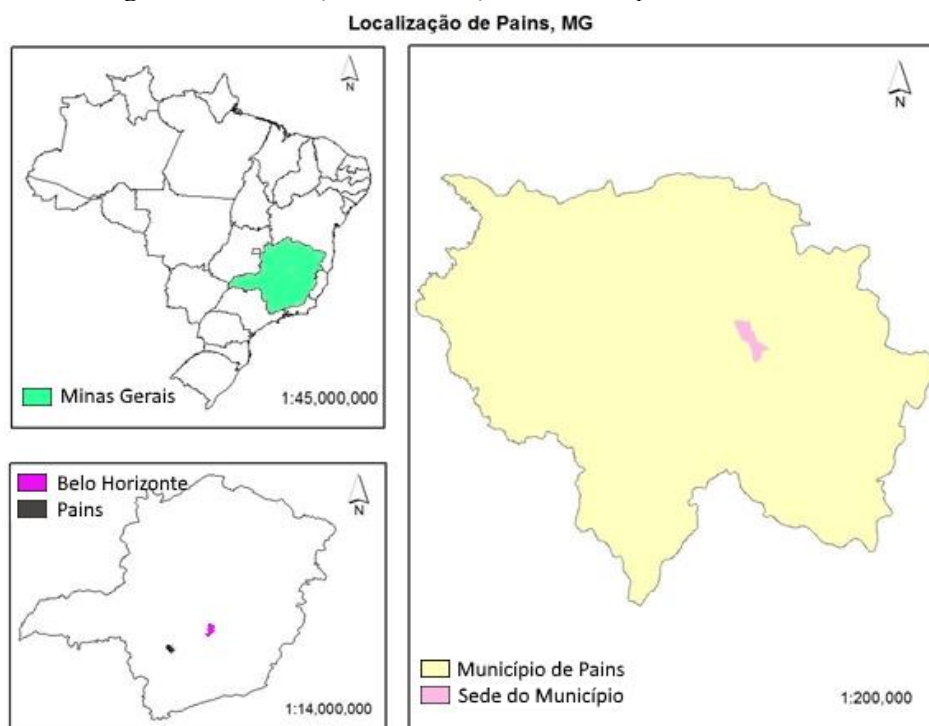 Localização de Pains, MG
N
Minas Gerais
1:45,000,000
Belo Horizonte
Pains
N
1:14,000,000
N
Município de Pains
Sede do Município
1:200,000